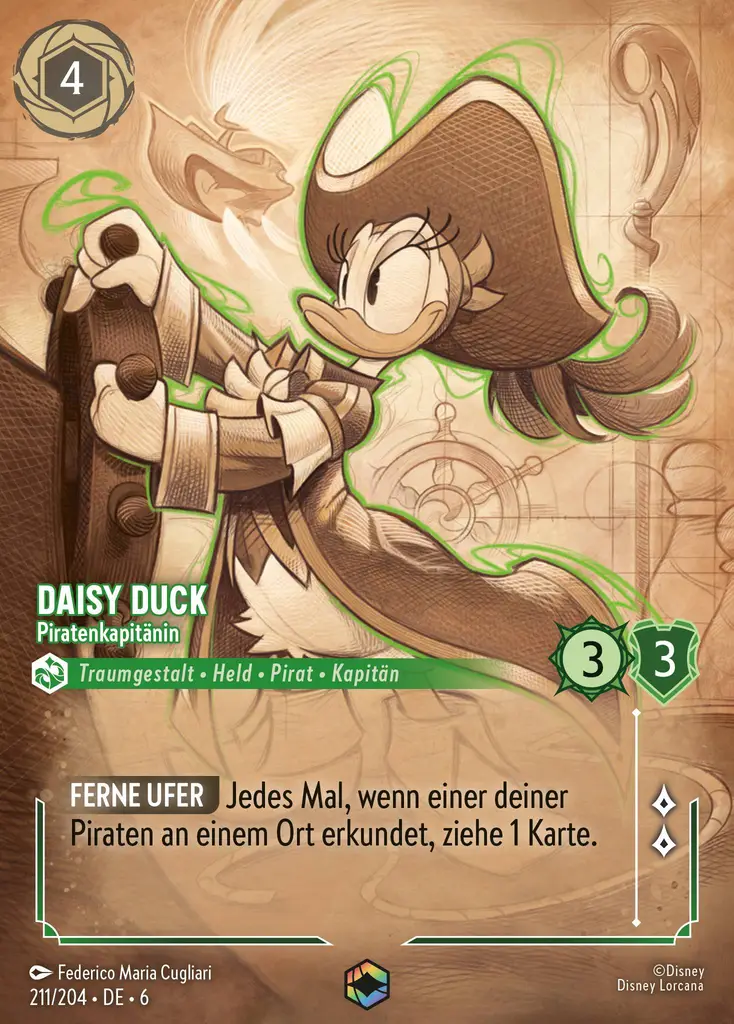 4
DAISY DUCK
Piratenkapitänin
Traumgestalt • Held • Pirat • Kapitän
3
3
FERNE UFER Jedes Mal, wenn einer deiner
Piraten an einem Ort erkundet, ziehe 1 Karte.
Federico Maria Cugliari
211/204 • DE • 6
©Disney
Disney Lorcana